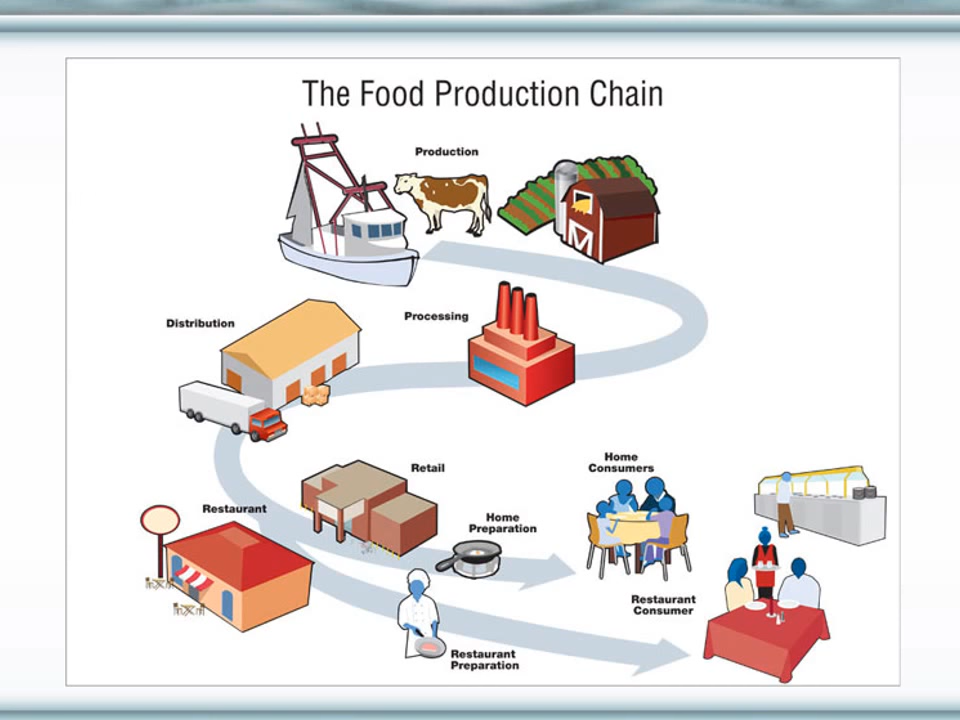 The Food Production Chain
Production
Distribution
Processing
Retail
Home
Consumers
Restaurant
Home
Preparation
Restaurant
Consumer
Restaurant
Preparation